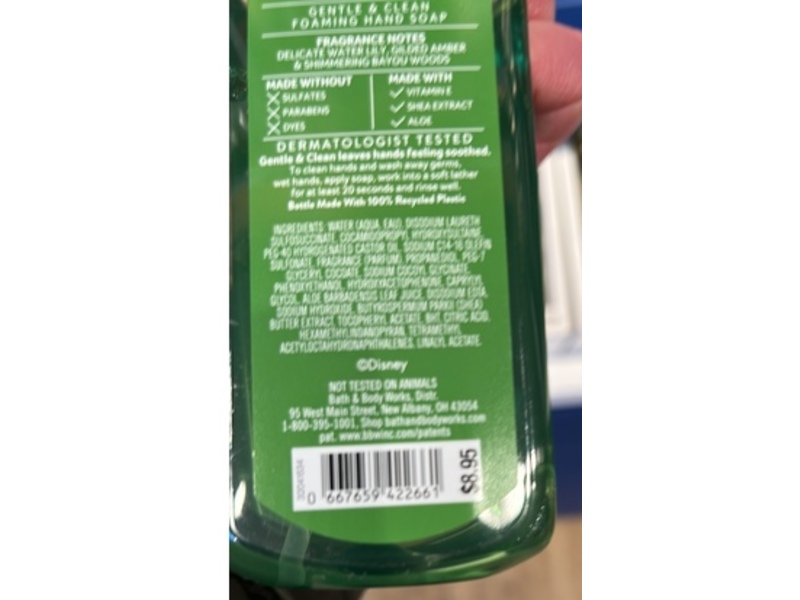 GENTLE & CLEAN
FOAMING HAND SOAP
FRAGRANCE NOTES
DELICATE WATER LILY, GILDED AMBER
& SHIMMERING BAYOU WOODS
MADE WITHOUT
SULFATES
PARABENS
DYES
MADE WITH
VITAMIN E
SHEA EXTRACT
ALOE
DERMATOLOGIST TESTED
Gentle & Clean leaves hands feeling soothed.
To clean hands and wash away germs,
wet hands, apply soap, work into a soft lather
for at least 20 seconds and rinse well.
Bottle Made With 100% Recycled Plastic
INGREDIENTS: WATER (AQUA, EAU), DISODIUM LAURETH
SULFOSUCCINATE, COCAMIDOPROPYL HYDROXYSULTAINE,
PEG-40 HYDROGENATED CASTOR OIL, SODIUM C14-16 OLEFIN
SULFONATE, FRAGRANCE (PARFUM), PROPANEDIOL, PEG-7
GLYCERYL COCOATE, SODIUM COCOYL GLYCINATE,
PHENOXYETHANOL, HYDROXYACETOPHENONE, CAPRYLYL
GLYCOL, ALOE BARBADENSIS LEAF JUICE, DISODIUM EDTA,
SODIUM HYDROXIDE, BUTYROSPERMUM PARKII (SHEA)
BUTTER EXTRACT, TOCOPHERYL ACETATE, BHT, CITRIC ACID,
HEXAMETHYLINDANOPYRAN, TETRAMETHYL
ACETYLOCTAHYDRONAPHTHALENES, LINALYL ACETATE.
©Disney
NOT TESTED ON ANIMALS
Bath & Body Works, Distr.
95 West Main Street, New Albany, OH 43054
1-800-395-1001, Shop bathandbodyworks.com
pat. www.bbwinc.com/patents
0 667659 422661
$8.95